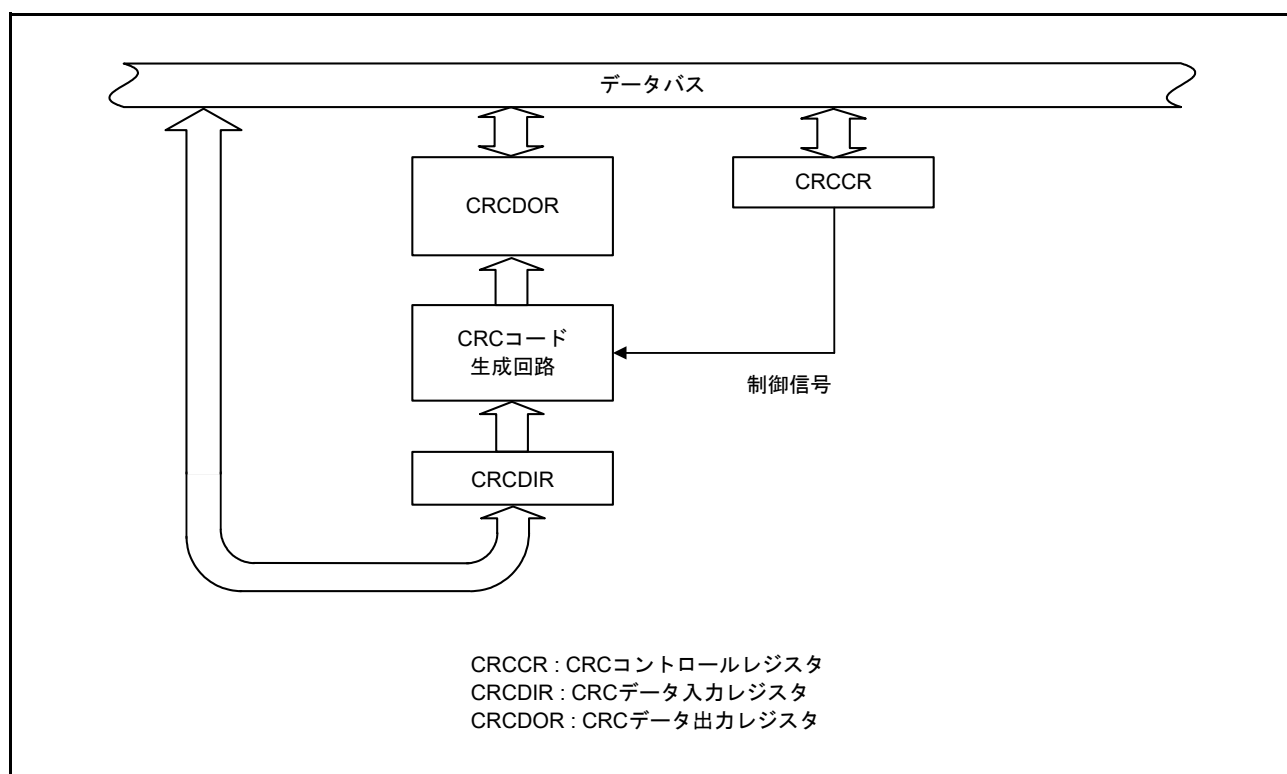 データバス
CRCDOR
CRCCR
CRCコード
生成回路
制御信号
CRCDIR
CRCCR : CRCコントロールレジスタ
CRCDIR : CRCデータ入力レジスタ
CRCDOR : CRCデータ出力レジスタ